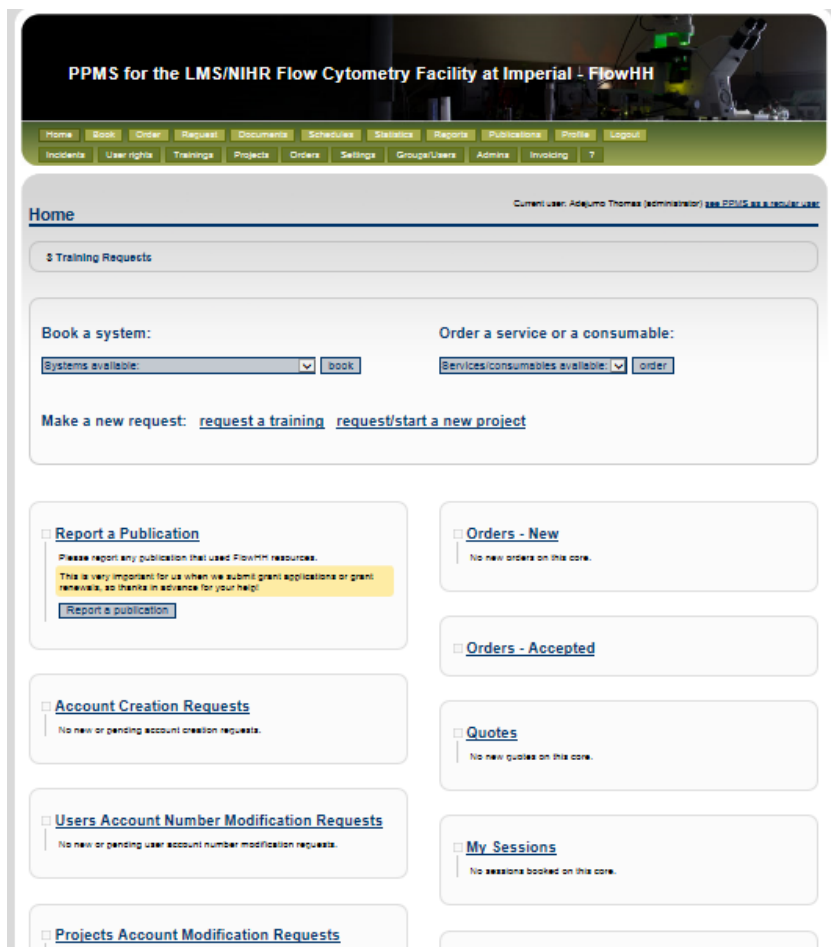 PPMS for the LMS/NIHR Flow Cytometry Facility at Imperial - FlowHH
Home Book Order Request Documents Schedules Statistics Reports Publications Profile Logout
Incidents User rights Trainings Projects Orders Settings Groups/Users Admins Invoicing ?
Current user: Adejumo Thomas (administrator) see PPMS as a regular user
Home
Training Requests
Book a system:
Systems available: book
Order a service or a consumable:
Services/consumables available: order
Make a new request: request a training request/start a new project
Report a Publication
Please report any publication that used FlowHH resources.
This is very important for us when we submit grant applications or grant
renewals, so thanks in advance for your help!
Report a publication
Account Creation Requests
No new or pending account creation requests.
Users Account Number Modification Requests
No new or pending user account number modification requests.
Projects Account Modification Requests
Orders - New
No new orders on this core.
Orders - Accepted
Quotes
No new quotes on this core.
My Sessions
No sessions booked on this core.